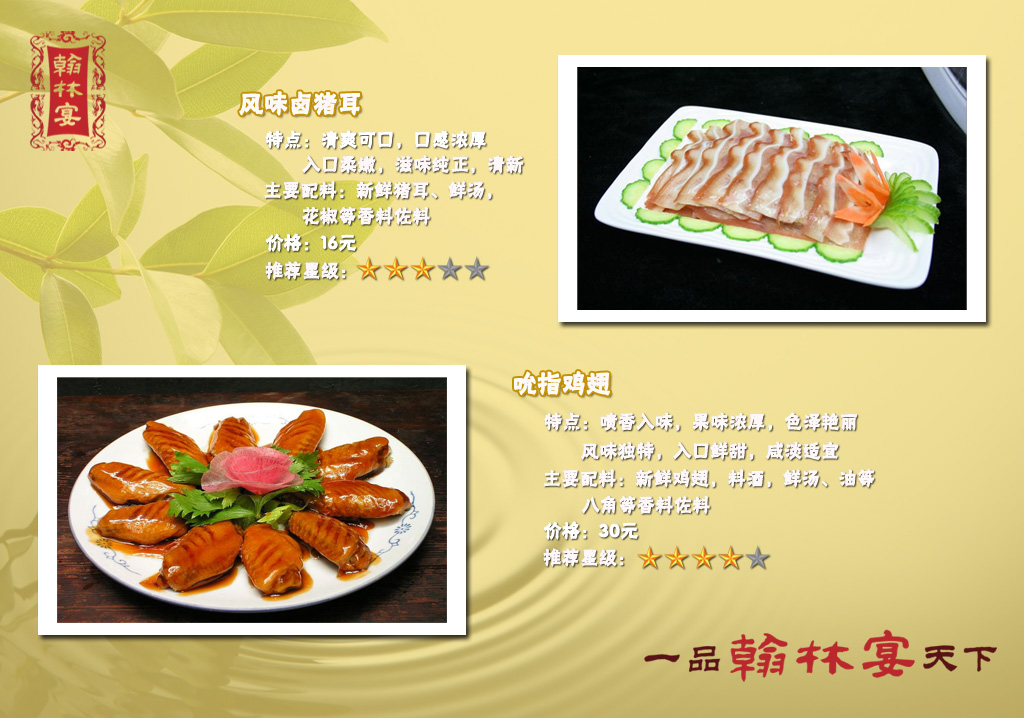 翰林宴
风味卤猪耳
特点：清爽可口，口感浓厚
入口柔嫩，滋味纯正，清新
主要配料：新鲜猪耳、鲜汤，
花椒等香料佐料
价格：16元
推荐星级：
吮指鸡翅
特点：喷香入味，果味浓厚，色泽艳丽
风味独特，入口鲜甜，咸淡适宜
主要配料：新鲜鸡翅，料酒，鲜汤、油等
八角等香料佐料
价格：30元
推荐星级：
一品翰林宴天下